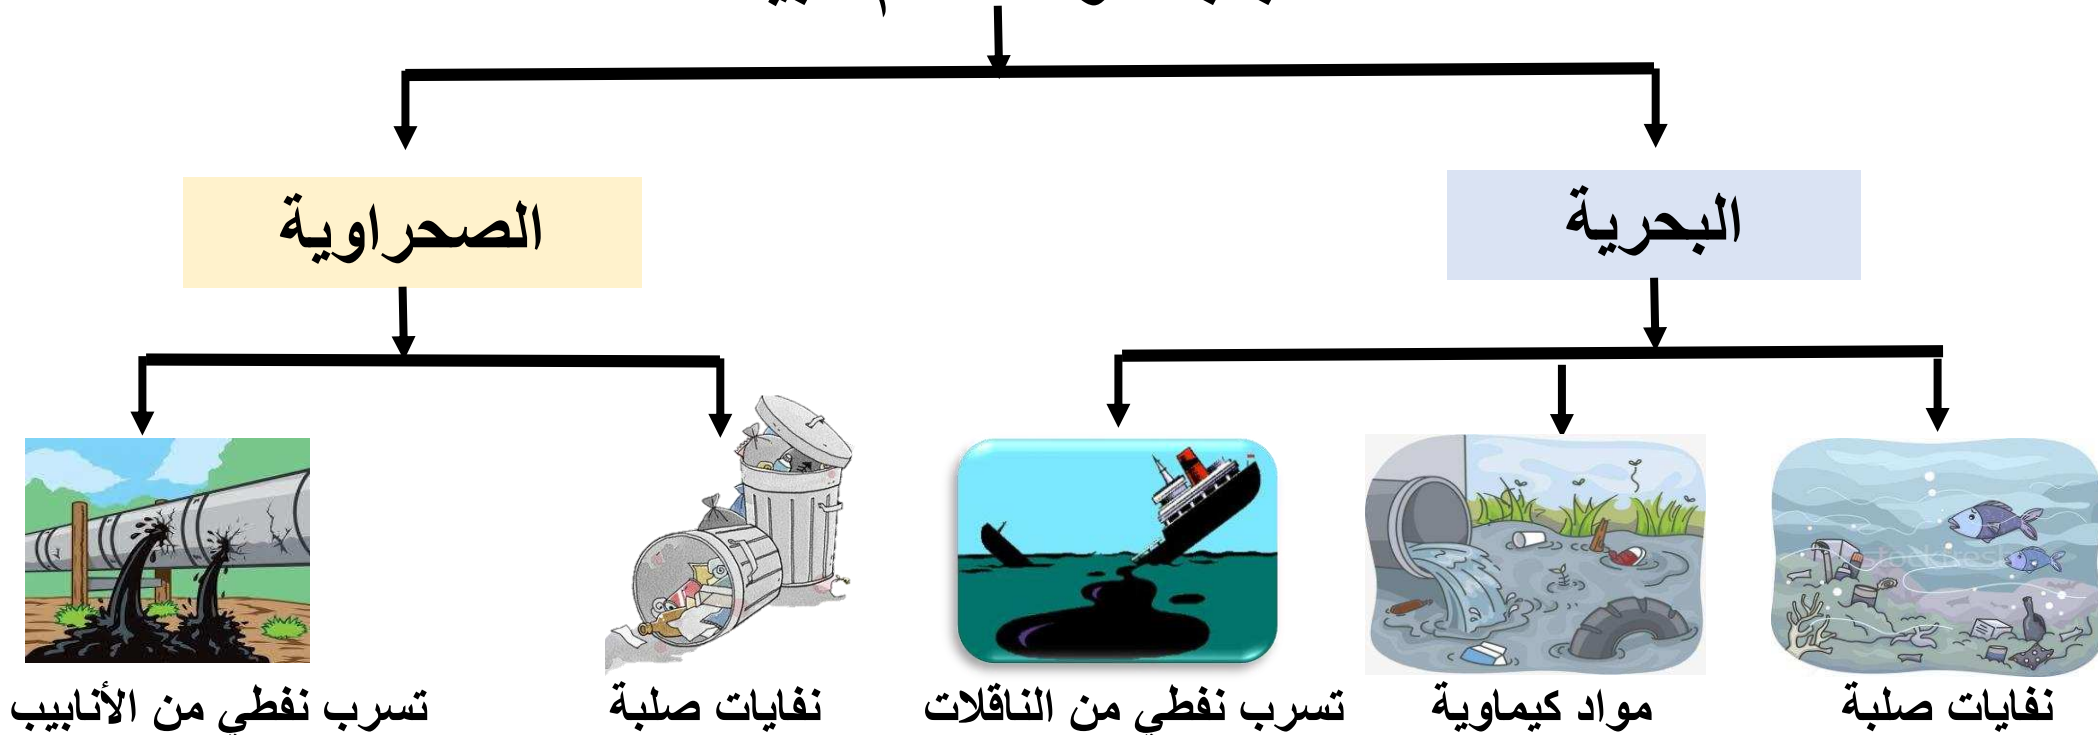 البحرية
الصحراوية
نفايات صلبة
مواد كيماوية
تسرب نفطي من الناقلات
نفايات صلبة
تسرب نفطي من الأنابيب